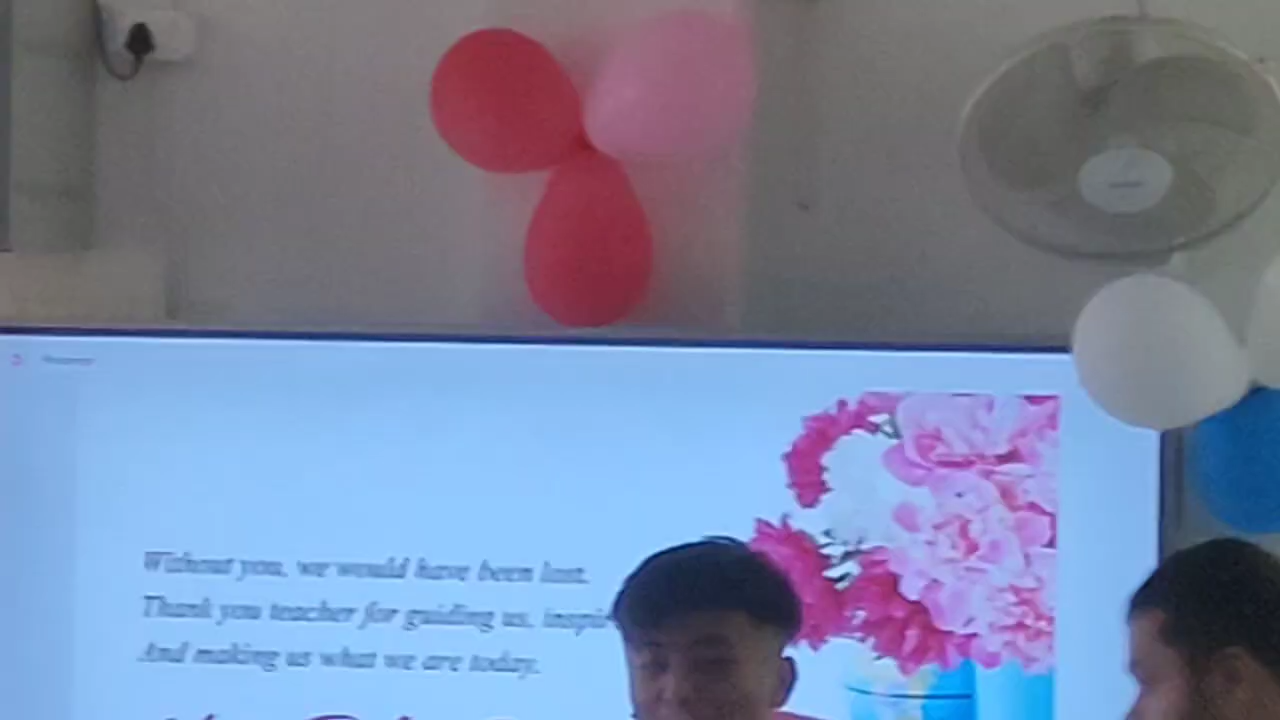 Without you, we would have been lost.
Thank you teacher for guiding us,
And making us what we are today.